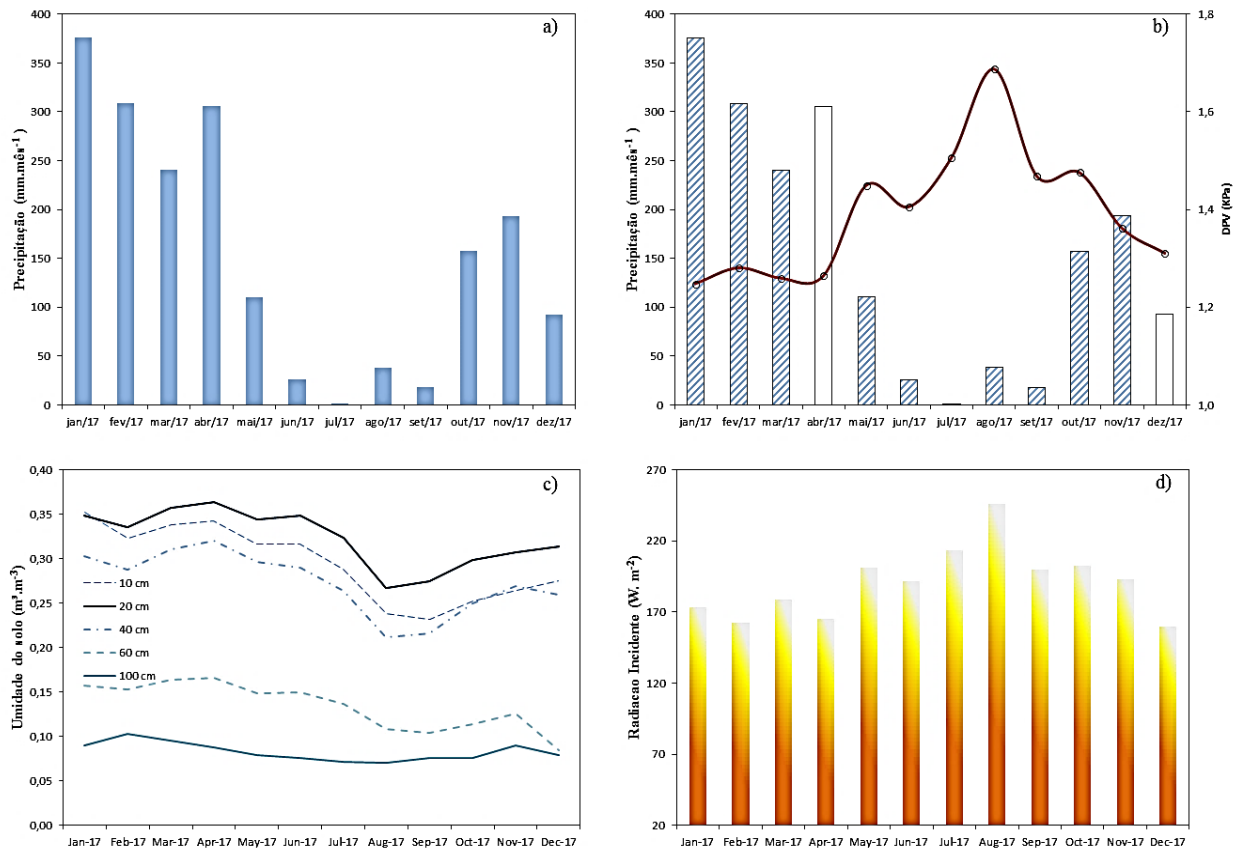 a)
400
350
300
250
200
150
100
50
0
Precipitação (mm.mês⁻¹ )
jan/17 fev/17 mar/17 abr/17 mai/17 jun/17 jul/17 ago/17 set/17 out/17 nov/17 dez/17
b)
400
350
300
250
200
150
100
50
0
Precipitação (mm.mês⁻¹ )
1,8
1,6
1,4
1,2
1,0
DPV (KPa)
jan/17 fev/17 mar/17 abr/17 mai/17 jun/17 jul/17 ago/17 set/17 out/17 nov/17 dez/17
c)
0,40
0,35
0,30
0,25
0,20
0,15
0,10
0,05
0,00
Umidade do solo (m³.m⁻³)
10 cm
20 cm
40 cm
60 cm
100 cm
Jan-17 Feb-17 Mar-17 Apr-17 May-17 Jun-17 Jul-17 Aug-17 Sep-17 Oct-17 Nov-17 Dec-17
d)
270
220
170
120
70
20
Radiacao Incidente (W. m⁻²)
Jan-17 Feb-17 Mar-17 Apr-17 May-17 Jun-17 Jul-17 Aug-17 Sep-17 Oct-17 Nov-17 Dec-17